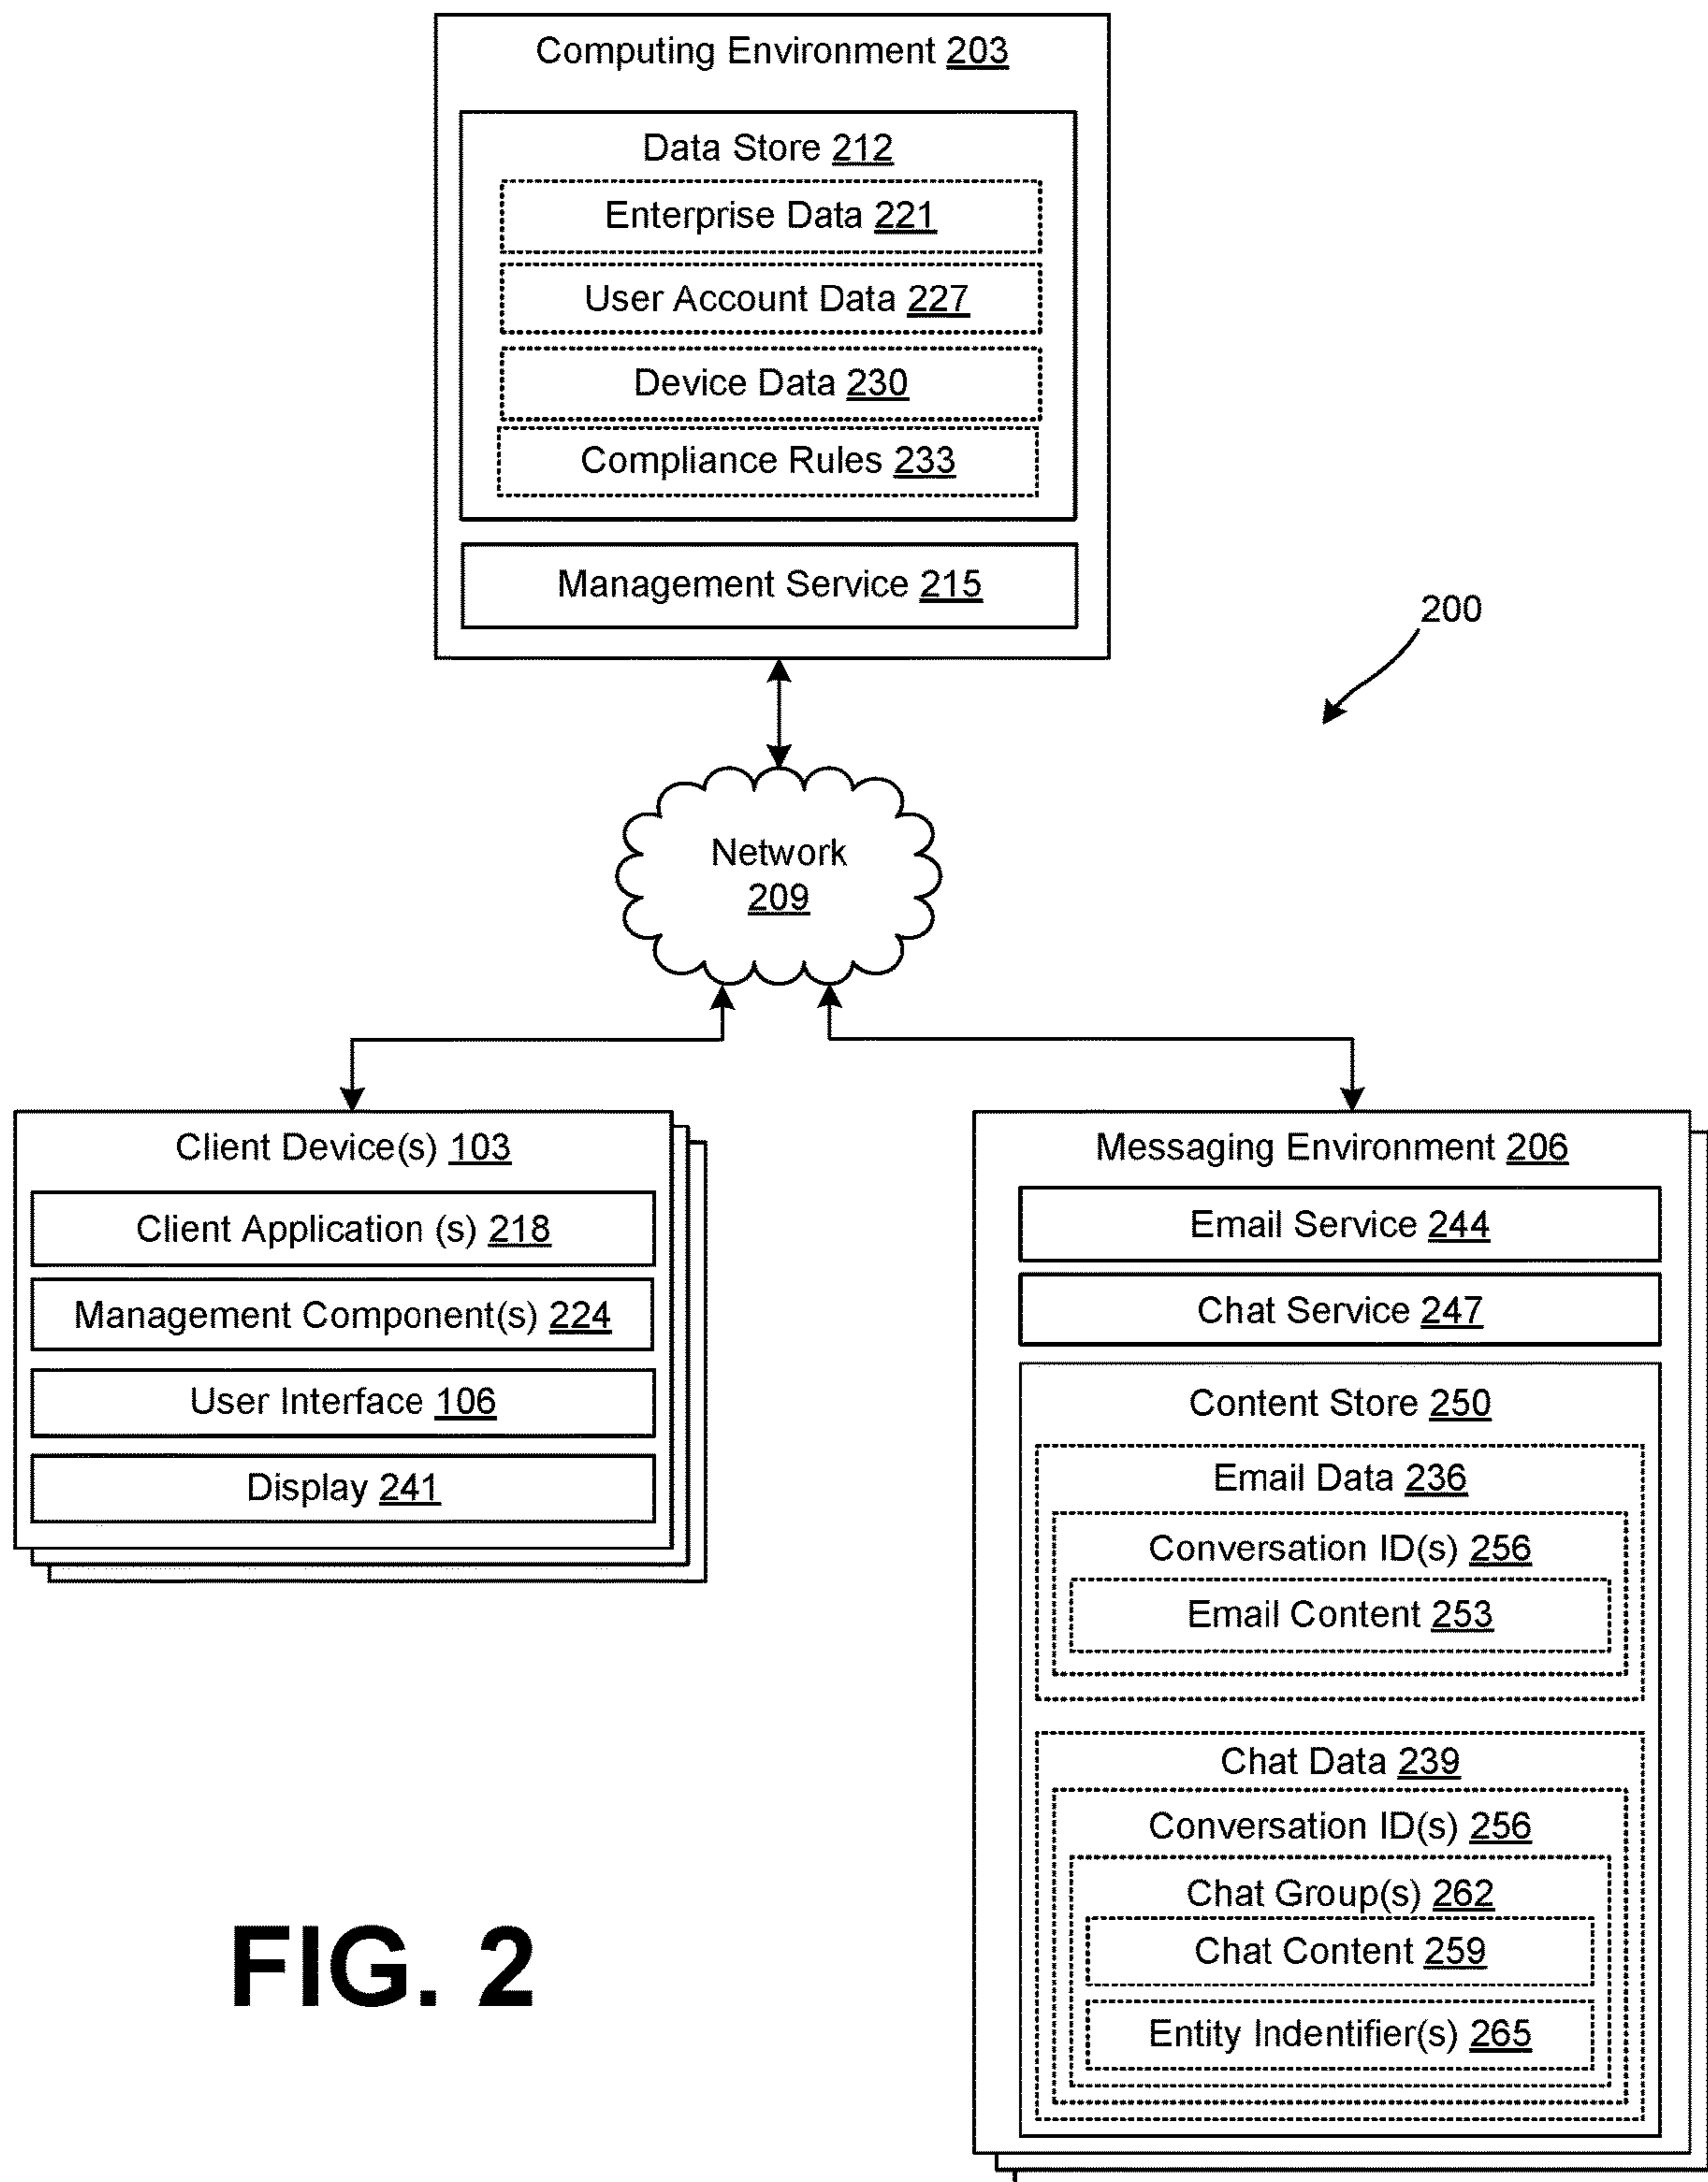 Computing Environment 203
Data Store 212
Enterprise Data 221
User Account Data 227
Device Data 230
Compliance Rules 233
Management Service 215
200
Network
209
Client Device(s) 103
Client Application (s) 218
Management Component(s) 224
User Interface 106
Display 241
Messaging Environment 206
Email Service 244
Chat Service 247
Content Store 250
Email Data 236
Conversation ID(s) 256
Email Content 253
Chat Data 239
Conversation ID(s) 256
Chat Group(s) 262
Chat Content 259
Entity Indentifier(s) 265
FIG. 2